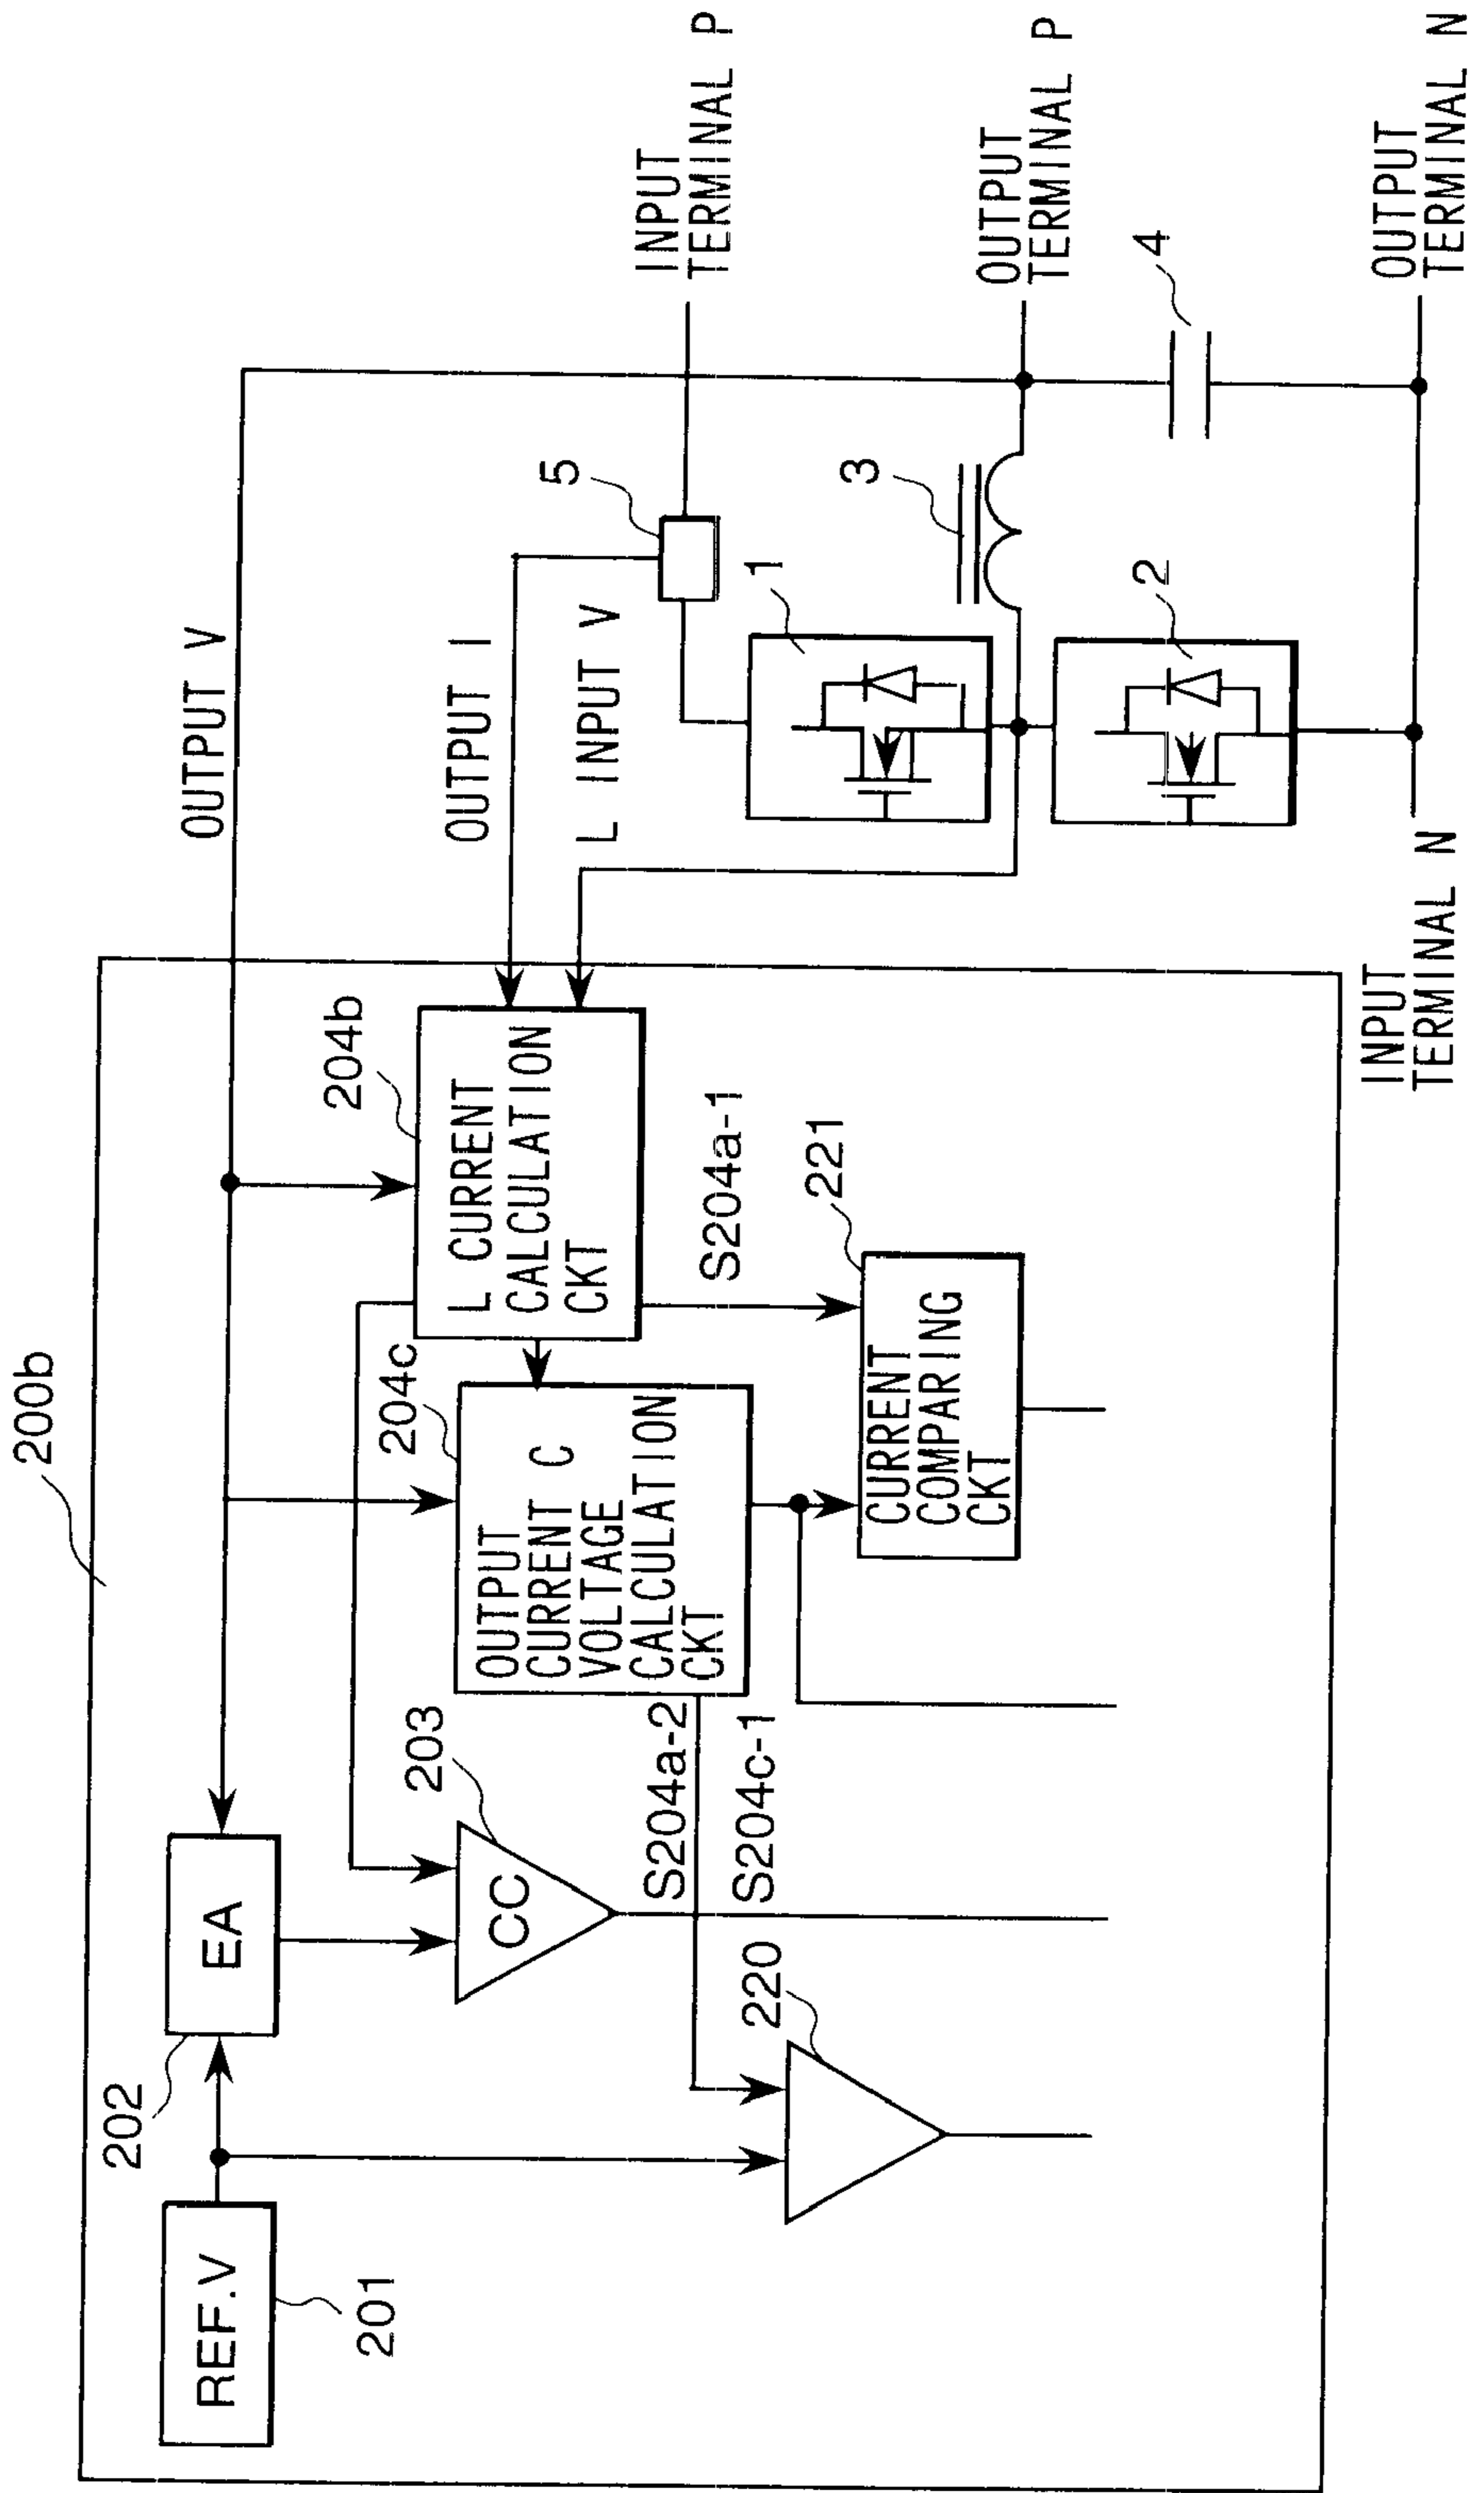 200b
REF.V
201
202
EA
203
CC
220
S204a-2
S204c-1
204c
OUTPUT
CURRENT C
VOLTAGE
CALCULATION
CKT
204b
L CURRENT
CALCULATION
CKT
S204a-1
221
CURRENT
COMPARING
CKT
OUTPUT V
OUTPUT I
L INPUT V
5
1
3
2
4
INPUT
TERMINAL P
OUTPUT
TERMINAL P
INPUT
TERMINAL N
OUTPUT
TERMINAL N